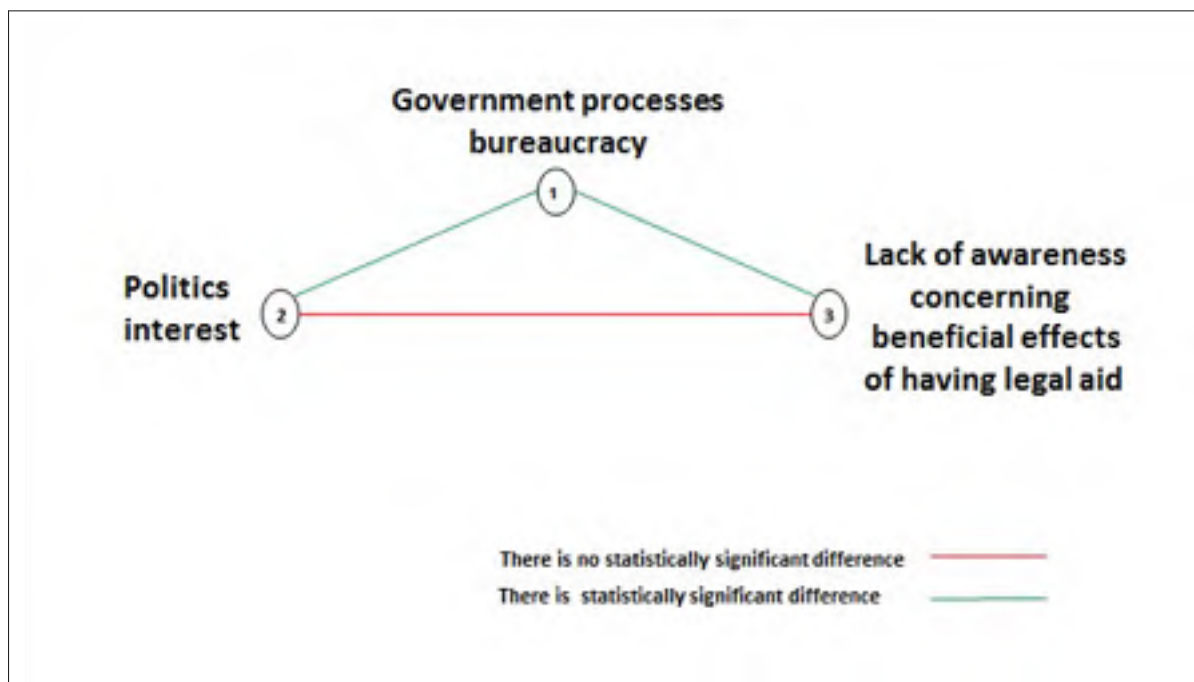 Government processes
bureaucracy
1
Politics
interest
2
3
Lack of awareness
concerning
beneficial effects
of having legal aid
There is no statistically significant difference
There is statistically significant difference